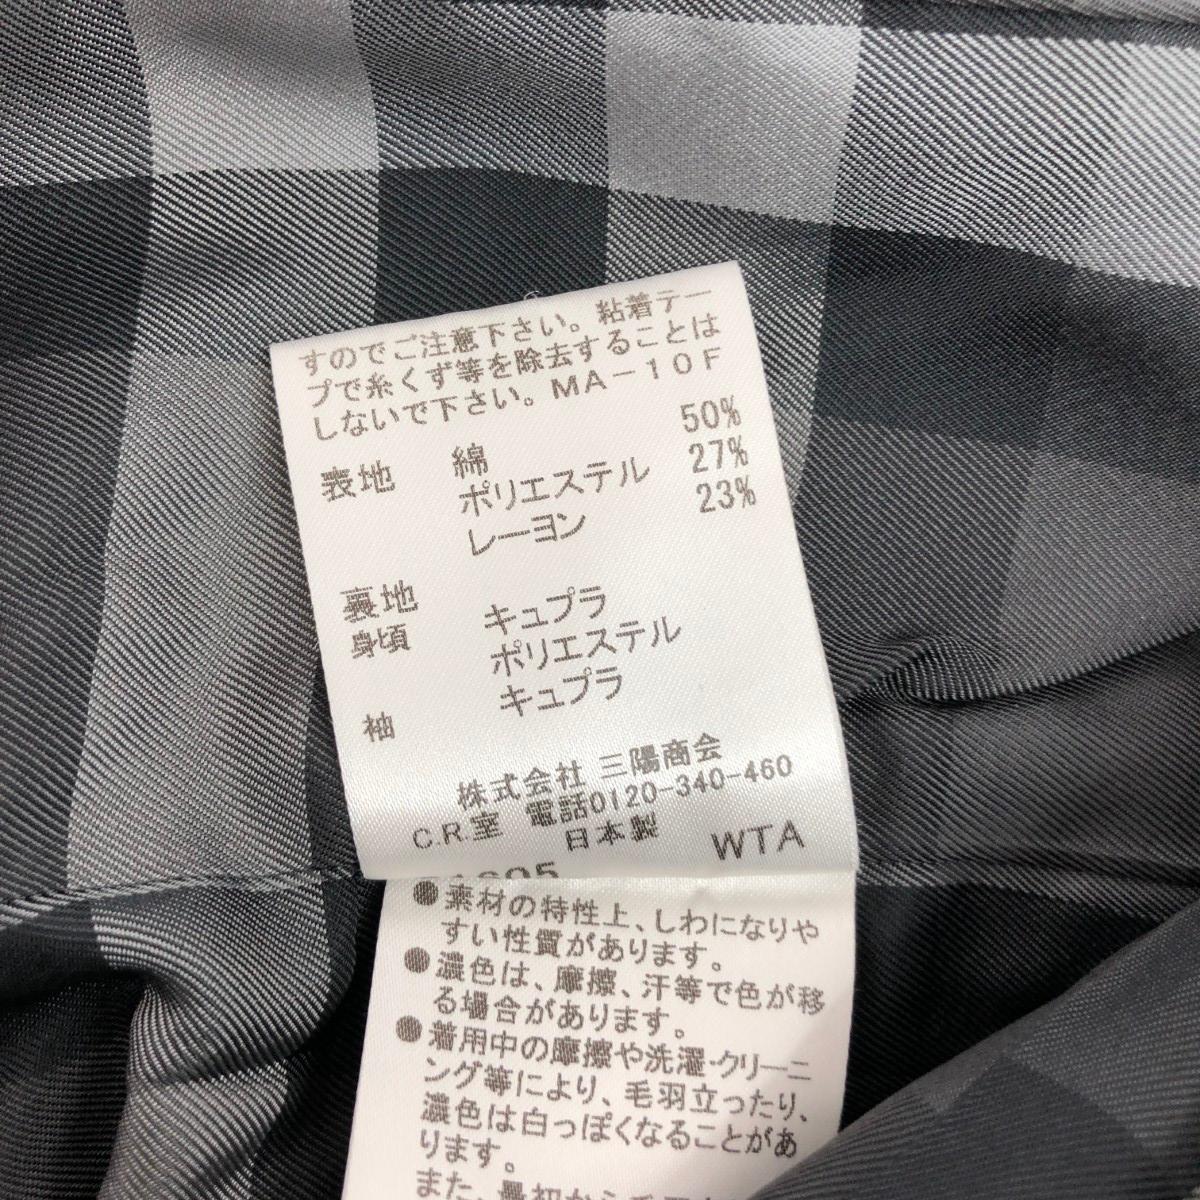 すのでご注意下さい。粘着テー
プで糸くず等を除去することは
しないで下さい。MA-10F
表地 綿 50%
ポリエステル 27%
レーヨン 23%
裏地
身頃 キュプラ
ポリエステル
袖 キュプラ
株式会社 三陽商会
C.R.室 電話0120-340-460
日本製 WTA
●素材の特性上、しわになりや
すい性質があります。
●濃色は、摩擦、汗等で色が移
る場合があります。
●着用中の摩擦や洗濯・クリーニ
ング等により、毛羽立ったり、
濃色は白っぽくなることがあ
ります。
また、最初から